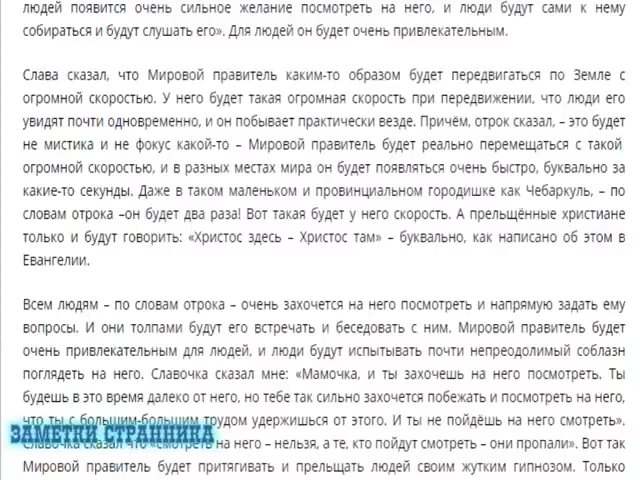 людей появится очень сильное желание посмотреть на него, и люди будут сами к нему
собираться и будут слушать его». Для людей он будет очень привлекательным.
Слава сказал, что Мировой правитель каким-то образом будет передвигаться по Земле с
огромной скоростью. У него будет такая огромная скорость при передвижении, что люди его
увидят почти одновременно, и он побывает практически везде. Причём, отрок сказал, – это будет
не мистика и не фокус какой-то – Мировой правитель будет реально перемещаться с такой
огромной скоростью, и в разных местах мира он будет появляться очень быстро, буквально за
какие-то секунды. Даже в таком маленьком и провинциальном городишке как Чебаркуль, – по
словам отрока –он будет два раза! Вот такая будет у него скорость. А прельщённые христиане
только и будут говорить: «Христос здесь – Христос там» – буквально, как написано об этом в
Евангелии.
Всем людям – по словам отрока – очень захочется на него посмотреть и напрямую задать ему
вопросы. И они толпами будут его встречать и беседовать с ним. Мировой правитель будет
очень привлекательным для людей, и люди будут испытывать почти непреодолимый соблазн
поглядеть на него. Славочка сказал мне: «Мамочка, и ты захочешь на него посмотреть. Ты
будешь в это время далеко от него, но тебе так сильно захочется побежать и посмотреть на него,
что ты с большим-большим трудом удержишься от этого. И ты не пойдёшь на него смотреть».
Славочка сказал что «смотреть на него – нельзя, а те, кто пойдут смотреть – они пропали». Вот так
Мировой правитель будет притягивать и прельщать людей своим жутким гипнозом. Только
ЗАМЕТКИ СТРАННИКА